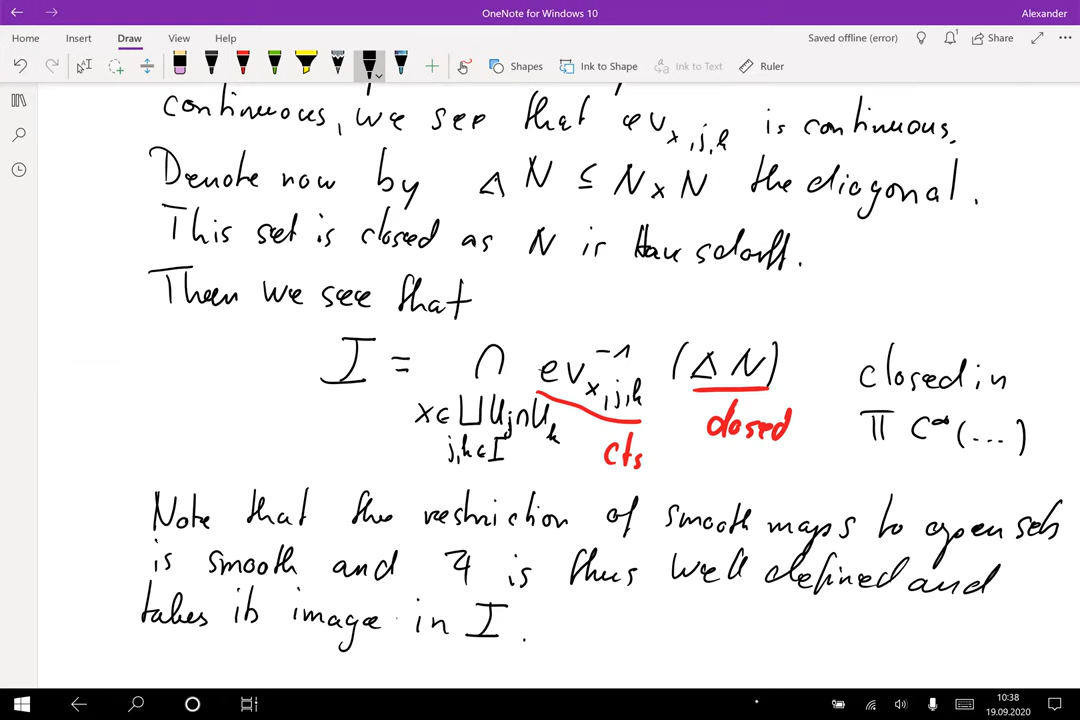 OneNote for Windows 10
Alexander
Home Insert Draw View Help
Saved offline (error)
Share
Shapes
Ink to Shape
Ink to Text
Ruler
continuous, we see that ev_{x,j,k} is continuous.
Denote now by Δ N ⊆ N × N the diagonal.
This set is closed as N is Hausdorff.
Then we see that
I = ∩ ev_{x,j,k}^{-1} (Δ N) closed in
x ∈ ⊔ U_j ∩ U_k
j,k ∈ I
cts
closed
Π C^∞ (...)
Note that the restriction of smooth maps to open sets
is smooth and Ψ is thus well defined and
takes its image in I.
10:38
19.09.2020